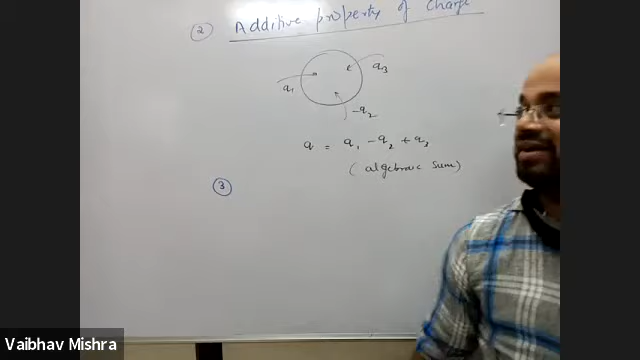 2 Additive property of charge
q1
q3
-q2
q = q1 - q2 + q3
( algebraic sum)
3
Vaibhav Mishra